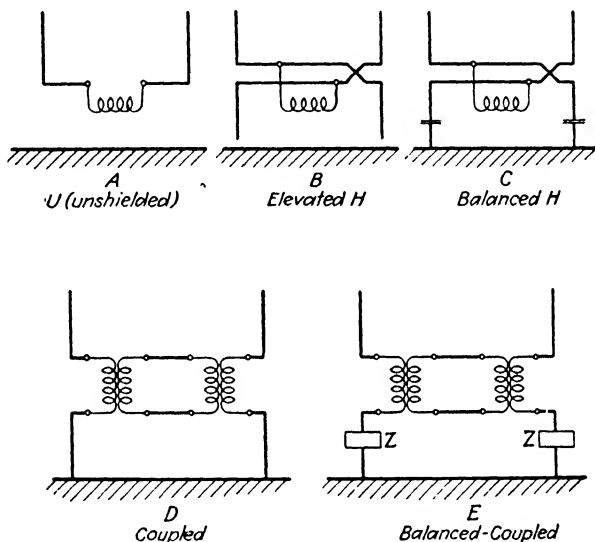 A
U (unshielded)
B
Elevated H
C
Balanced H
D
Coupled
Z
Z
E
Balanced-Coupled